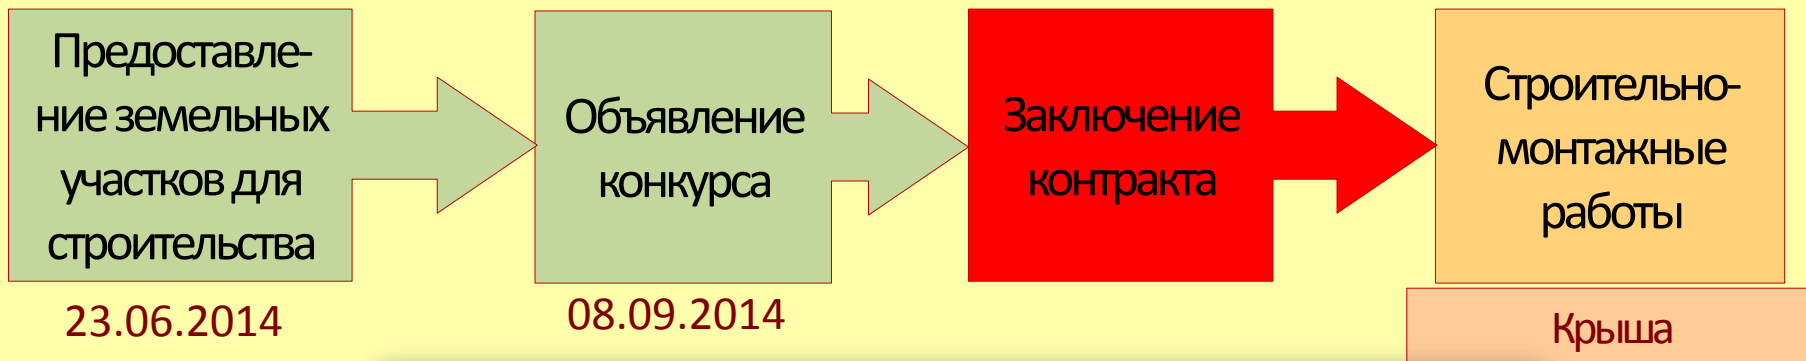 Предоставле-
ние земельных
участков для
строительства
23.06.2014
Объявление
конкурса
08.09.2014
Заключение
контракта
Строительно-
монтажные
работы
Крыша